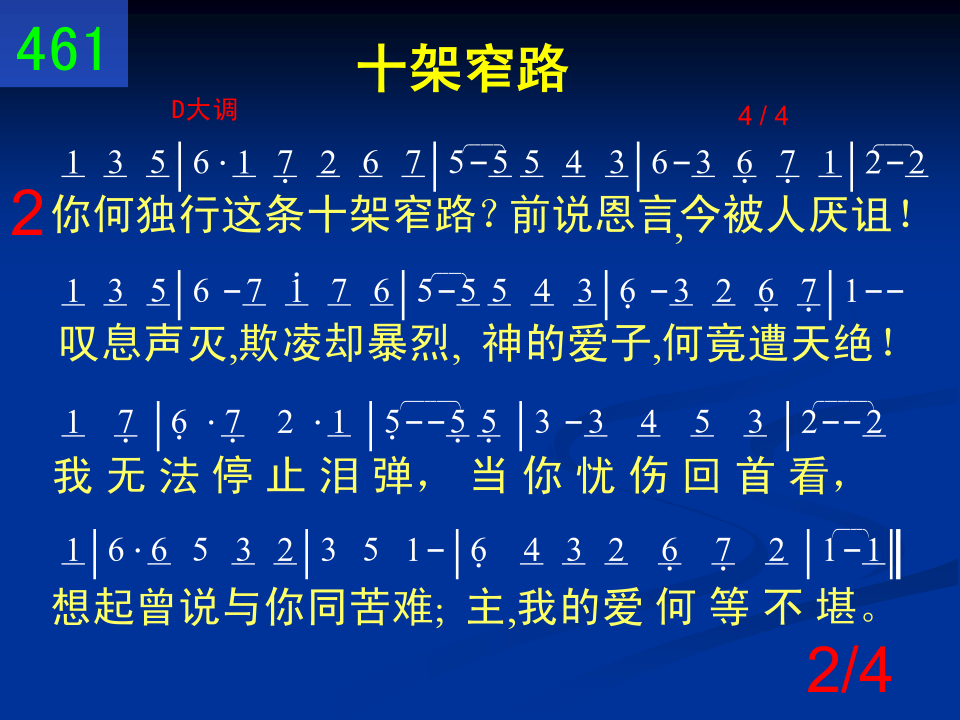 461
十架窄路
D大调
4 / 4
1 3 5|6·1 7̣ 2 6 7|5-5 5 4 3|6-3 6̣ 7̣ 1|2-2
2
你何独行这条十架窄路?前说恩言,今被人厌诅!
1 3 5|6-7 1̇ 7 6|5-5 5 4 3|6̣-3 2 6̣ 7̣|1--
叹息声灭,欺凌却暴烈, 神的爱子,何竟遭天绝!
1 7̣|6̣·7̣ 2·1|5̣--5̣ 5̣|3-3 4 5 3|2--2
我无法停止泪弹, 当你忧伤回首看,
1|6·6 5 3 2|3 5 1-|6̣ 4 3 2 6̣ 7̣ 2|1-1‖
想起曾说与你同苦难; 主,我的爱何等不堪。
2/4